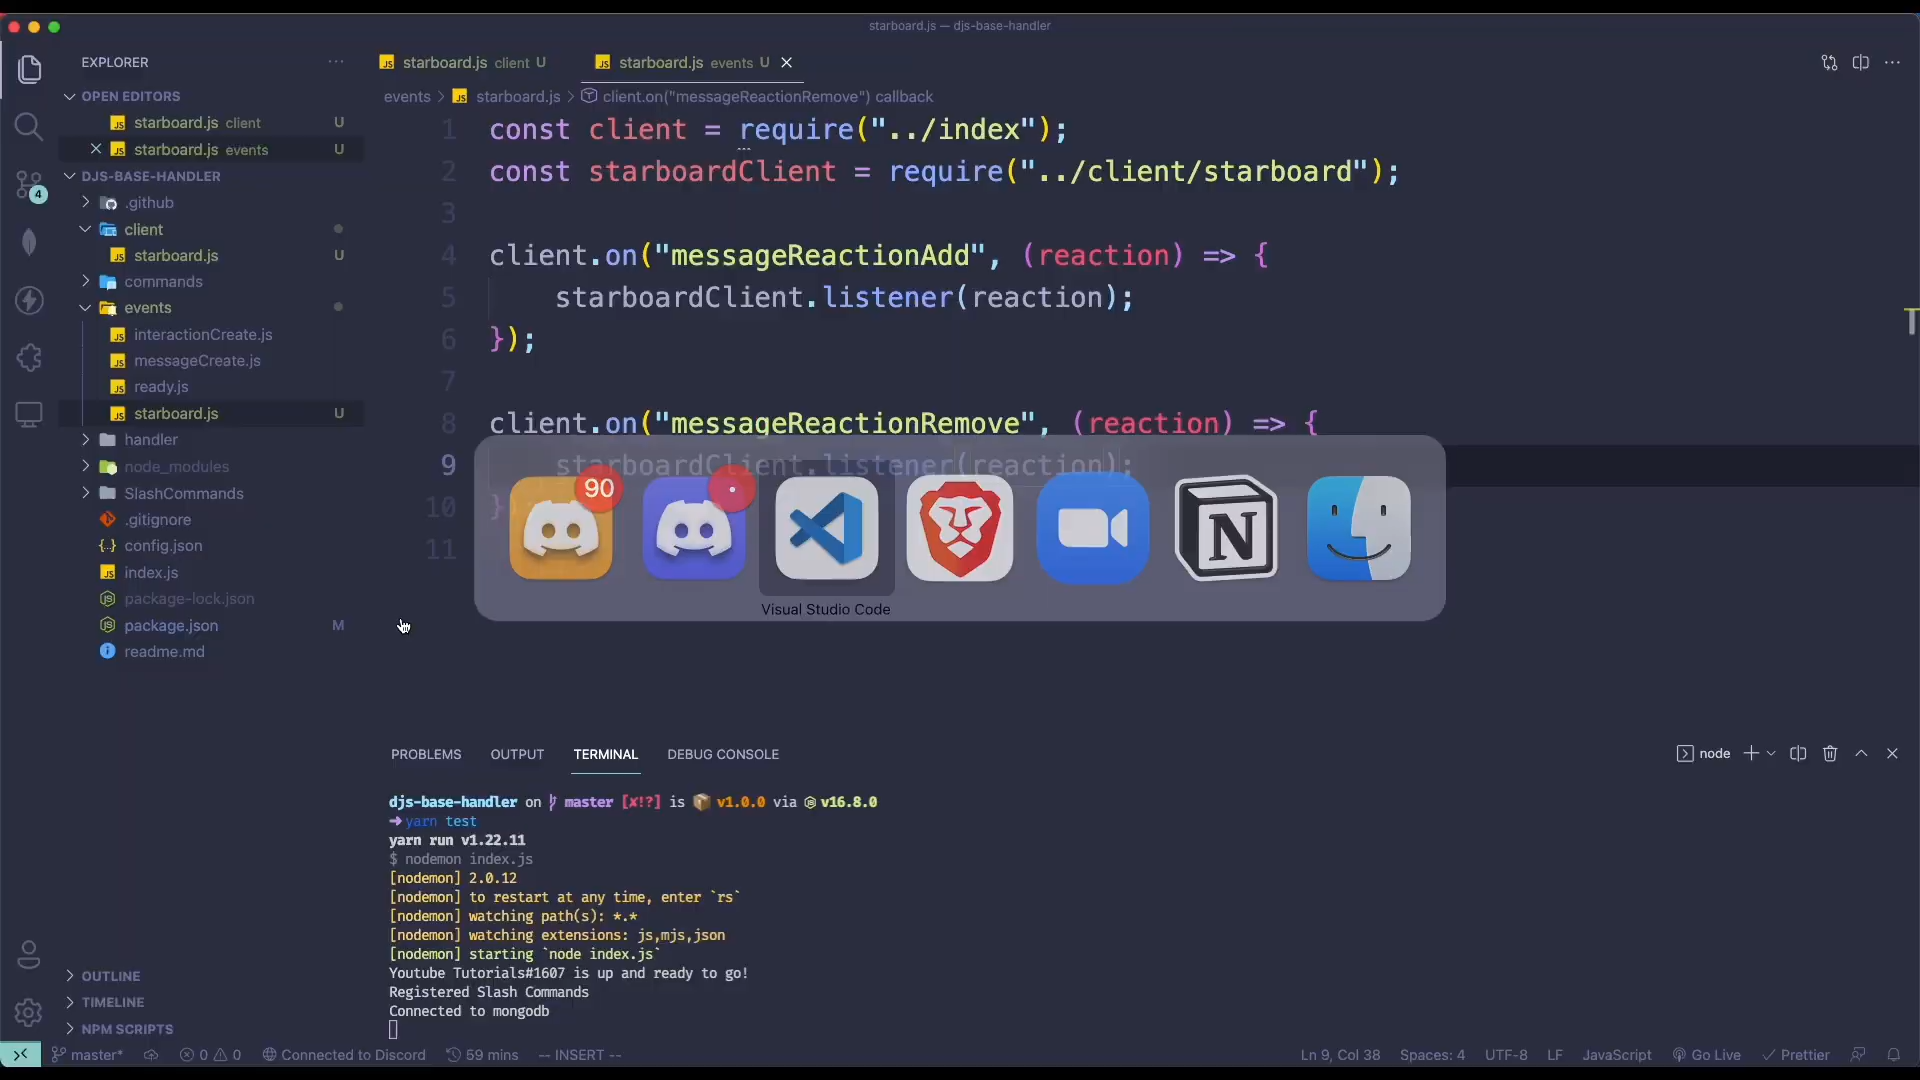 starboard.js — djs-base-handler
EXPLORER
OPEN EDITORS
starboard.js client U
starboard.js events U
DJS-BASE-HANDLER
.github
client
starboard.js U
commands
events
interactionCreate.js
messageCreate.js
ready.js
starboard.js U
handler
node_modules
SlashCommands
.gitignore
config.json
index.js
package-lock.json
package.json M
readme.md
OUTLINE
TIMELINE
NPM SCRIPTS
4
starboard.js client U
starboard.js events U
events > starboard.js > client.on("messageReactionRemove") callback
1 const client = require("../index");
2 const starboardClient = require("../client/starboard");
3
4 client.on("messageReactionAdd", (reaction) => {
5 starboardClient.listener(reaction);
6 });
7
8 client.on("messageReactionRemove", (reaction) => {
9 starboardClient.listener(reaction);
10 });
11
90
N
Visual Studio Code
PROBLEMS OUTPUT TERMINAL DEBUG CONSOLE
node
djs-base-handler on master [✘!?] is 📦 v1.0.0 via v16.8.0
➜ yarn test
yarn run v1.22.11
$ nodemon index.js
[nodemon] 2.0.12
[nodemon] to restart at any time, enter `rs`
[nodemon] watching path(s): *.*
[nodemon] watching extensions: js,mjs,json
[nodemon] starting `node index.js`
Youtube Tutorials#1607 is up and ready to go!
Registered Slash Commands
Connected to mongodb
master* 0 0 Connected to Discord 59 mins -- INSERT --
Ln 9, Col 38 Spaces: 4 UTF-8 LF JavaScript Go Live Prettier